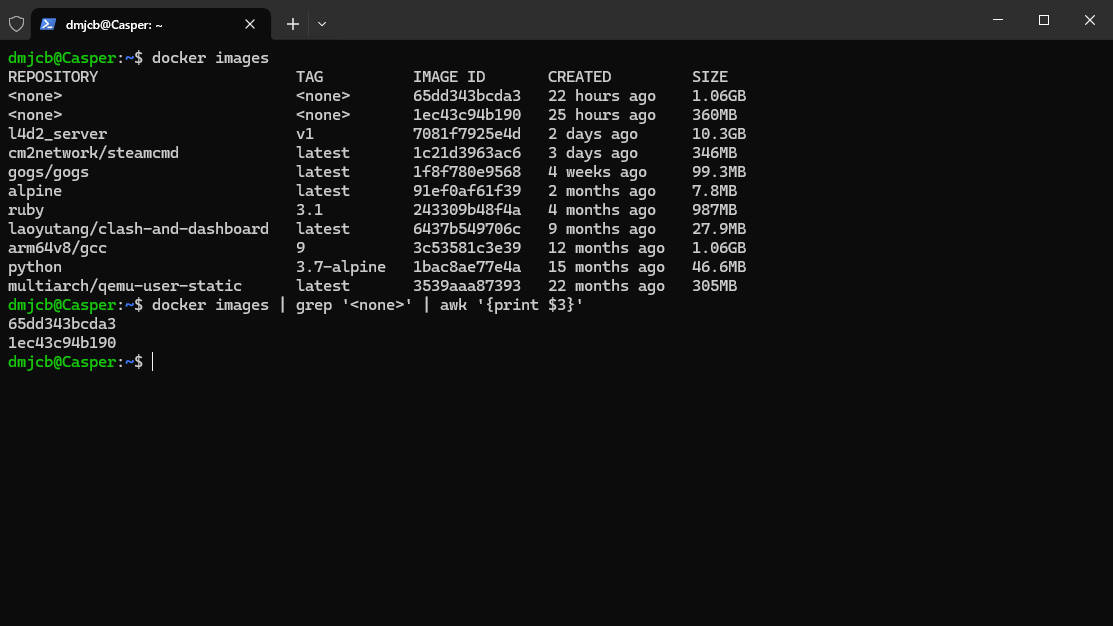 dmjcb@Casper: ~
dmjcb@Casper:~$ docker images
REPOSITORY                      TAG          IMAGE ID       CREATED         SIZE
<none>                          <none>       65dd343bcda3   22 hours ago    1.06GB
<none>                          <none>       1ec43c94b190   25 hours ago    360MB
l4d2_server                     v1           7081f7925e4d   2 days ago      10.3GB
cm2network/steamcmd             latest       1c21d3963ac6   3 days ago      346MB
gogs/gogs                       latest       1f8f780e9568   4 weeks ago     99.3MB
alpine                          latest       91ef0af61f39   2 months ago    7.8MB
ruby                            3.1          243309b48f4a   4 months ago    987MB
laoyutang/clash-and-dashboard   latest       6437b549706c   9 months ago    27.9MB
arm64v8/gcc                     9            3c53581c3e39   12 months ago   1.06GB
python                          3.7-alpine   1bac8ae77e4a   15 months ago   46.6MB
multiarch/qemu-user-static      latest       3539aaa87393   22 months ago   305MB
dmjcb@Casper:~$ docker images | grep '<none>' | awk '{print $3}'
65dd343bcda3
1ec43c94b190
dmjcb@Casper:~$